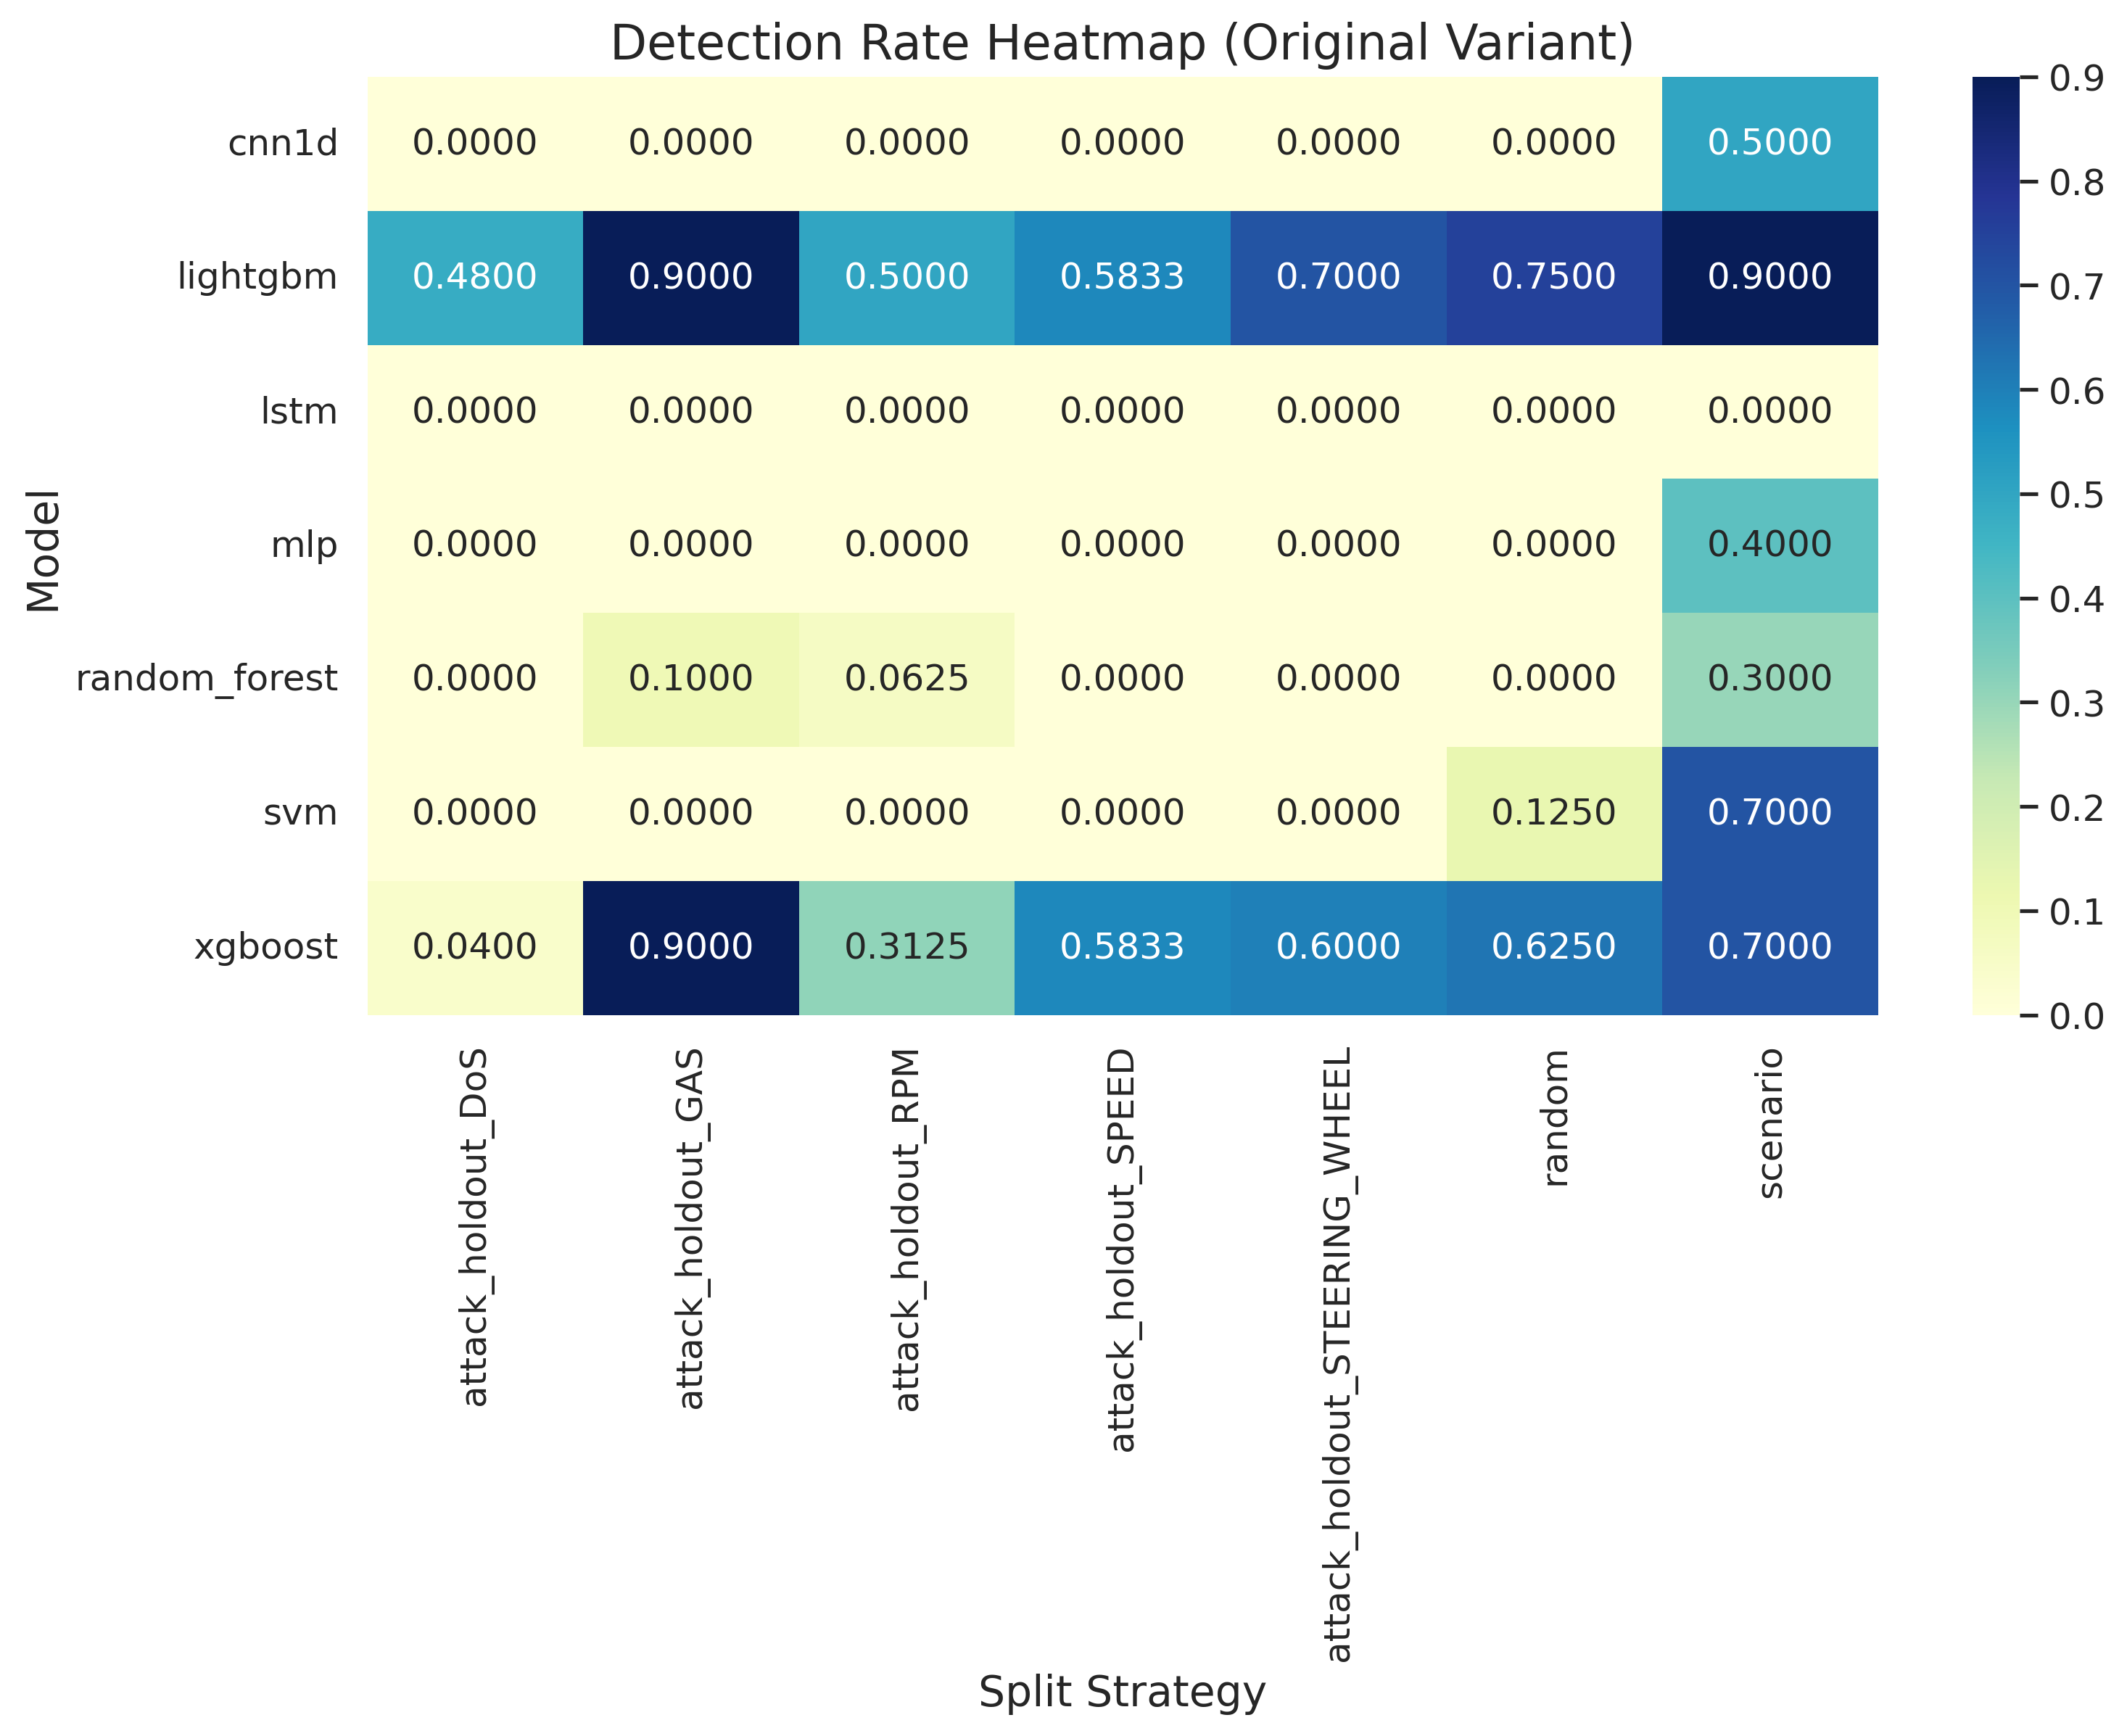 Detection Rate Heatmap (Original Variant)
Model
cnn1d 0.0000 0.0000 0.0000 0.0000 0.0000 0.0000 0.5000
lightgbm 0.4800 0.9000 0.5000 0.5833 0.7000 0.7500 0.9000
lstm 0.0000 0.0000 0.0000 0.0000 0.0000 0.0000 0.0000
mlp 0.0000 0.0000 0.0000 0.0000 0.0000 0.0000 0.4000
random_forest 0.0000 0.1000 0.0625 0.0000 0.0000 0.0000 0.3000
svm 0.0000 0.0000 0.0000 0.0000 0.0000 0.1250 0.7000
xgboost 0.0400 0.9000 0.3125 0.5833 0.6000 0.6250 0.7000
attack_holdout_DoS
attack_holdout_GAS
attack_holdout_RPM
attack_holdout_SPEED
attack_holdout_STEERING_WHEEL
random
scenario
Split Strategy
0.9
0.8
0.7
0.6
0.5
0.4
0.3
0.2
0.1
0.0